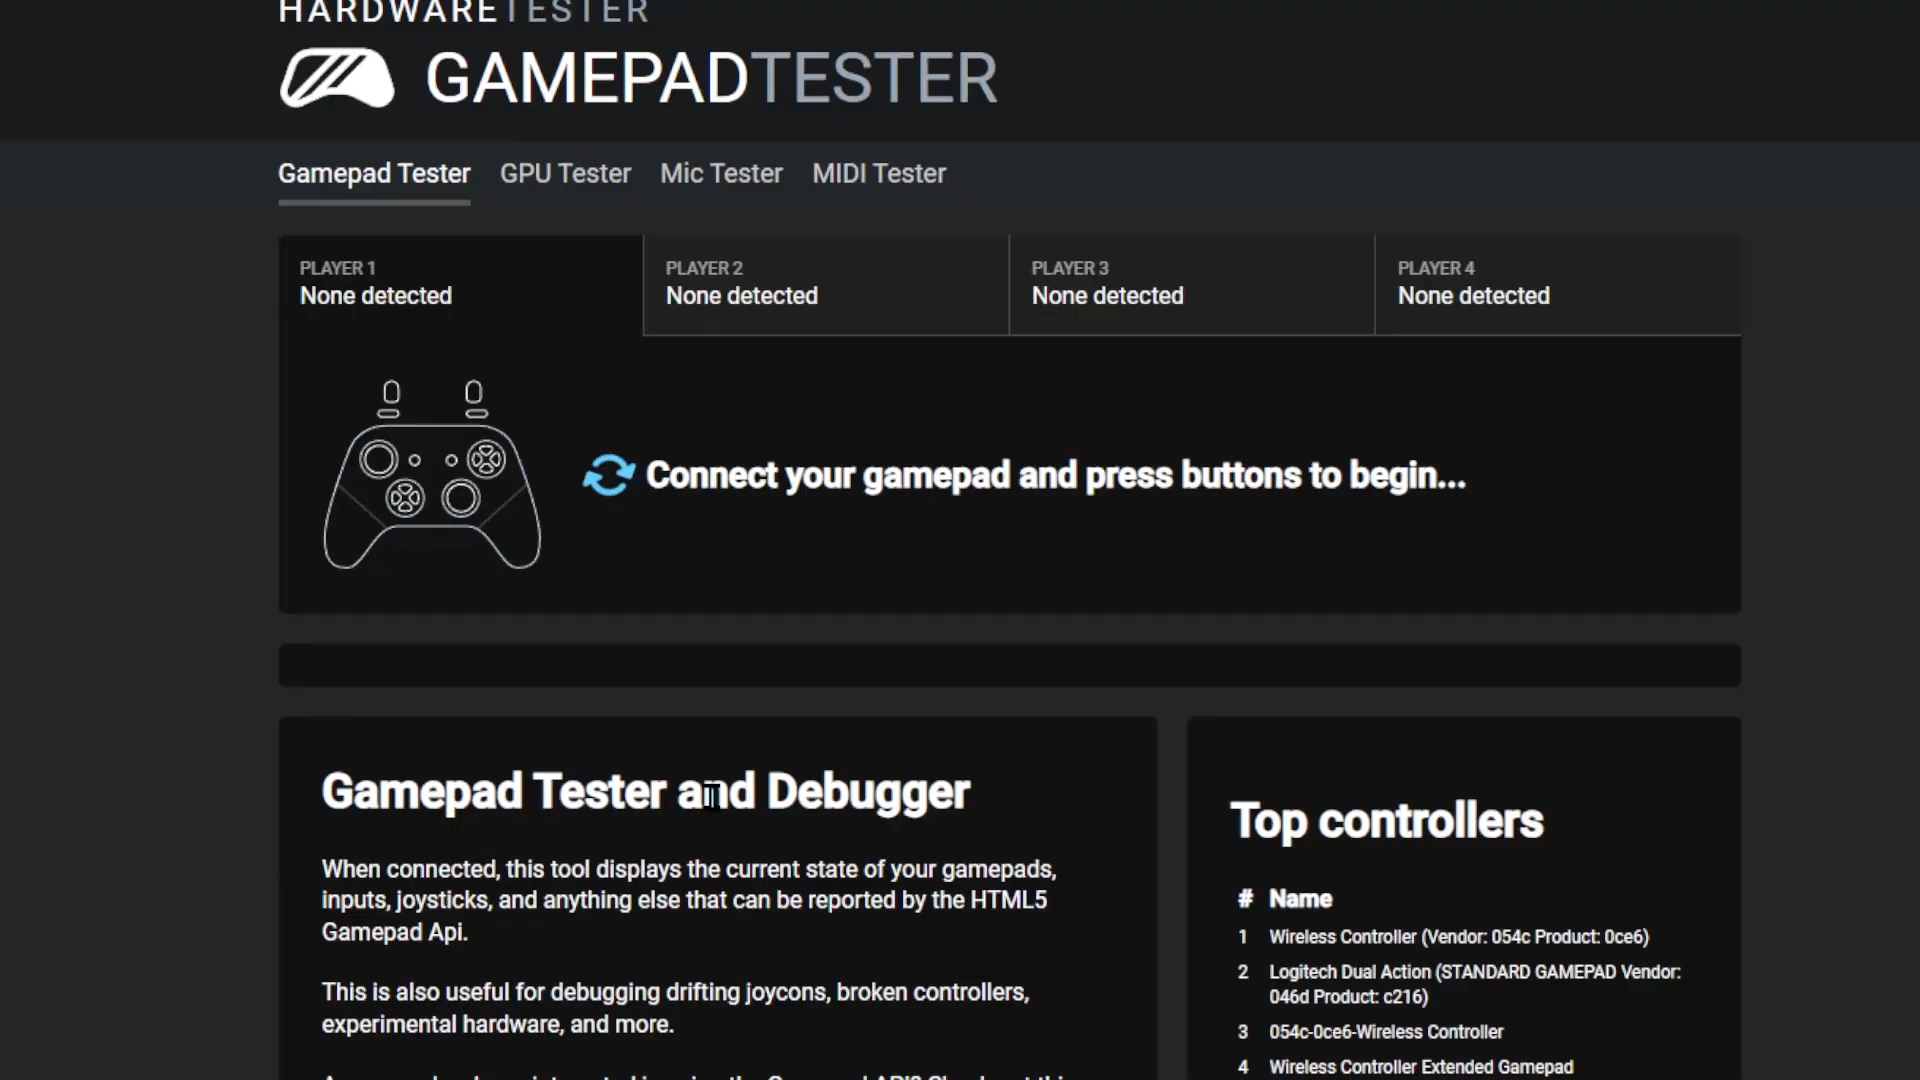 HARDWARETESTER
GAMEPADTESTER
Gamepad Tester GPU Tester Mic Tester MIDI Tester
PLAYER 1
None detected
PLAYER 2
None detected
PLAYER 3
None detected
PLAYER 4
None detected
Connect your gamepad and press buttons to begin...
Gamepad Tester and Debugger
When connected, this tool displays the current state of your gamepads,
inputs, joysticks, and anything else that can be reported by the HTML5
Gamepad Api.
This is also useful for debugging drifting joycons, broken controllers,
experimental hardware, and more.
Top controllers
# Name
1 Wireless Controller (Vendor: 054c Product: 0ce6)
2 Logitech Dual Action (STANDARD GAMEPAD Vendor:
046d Product: c216)
3 054c-0ce6-Wireless Controller
4 Wireless Controller Extended Gamepad